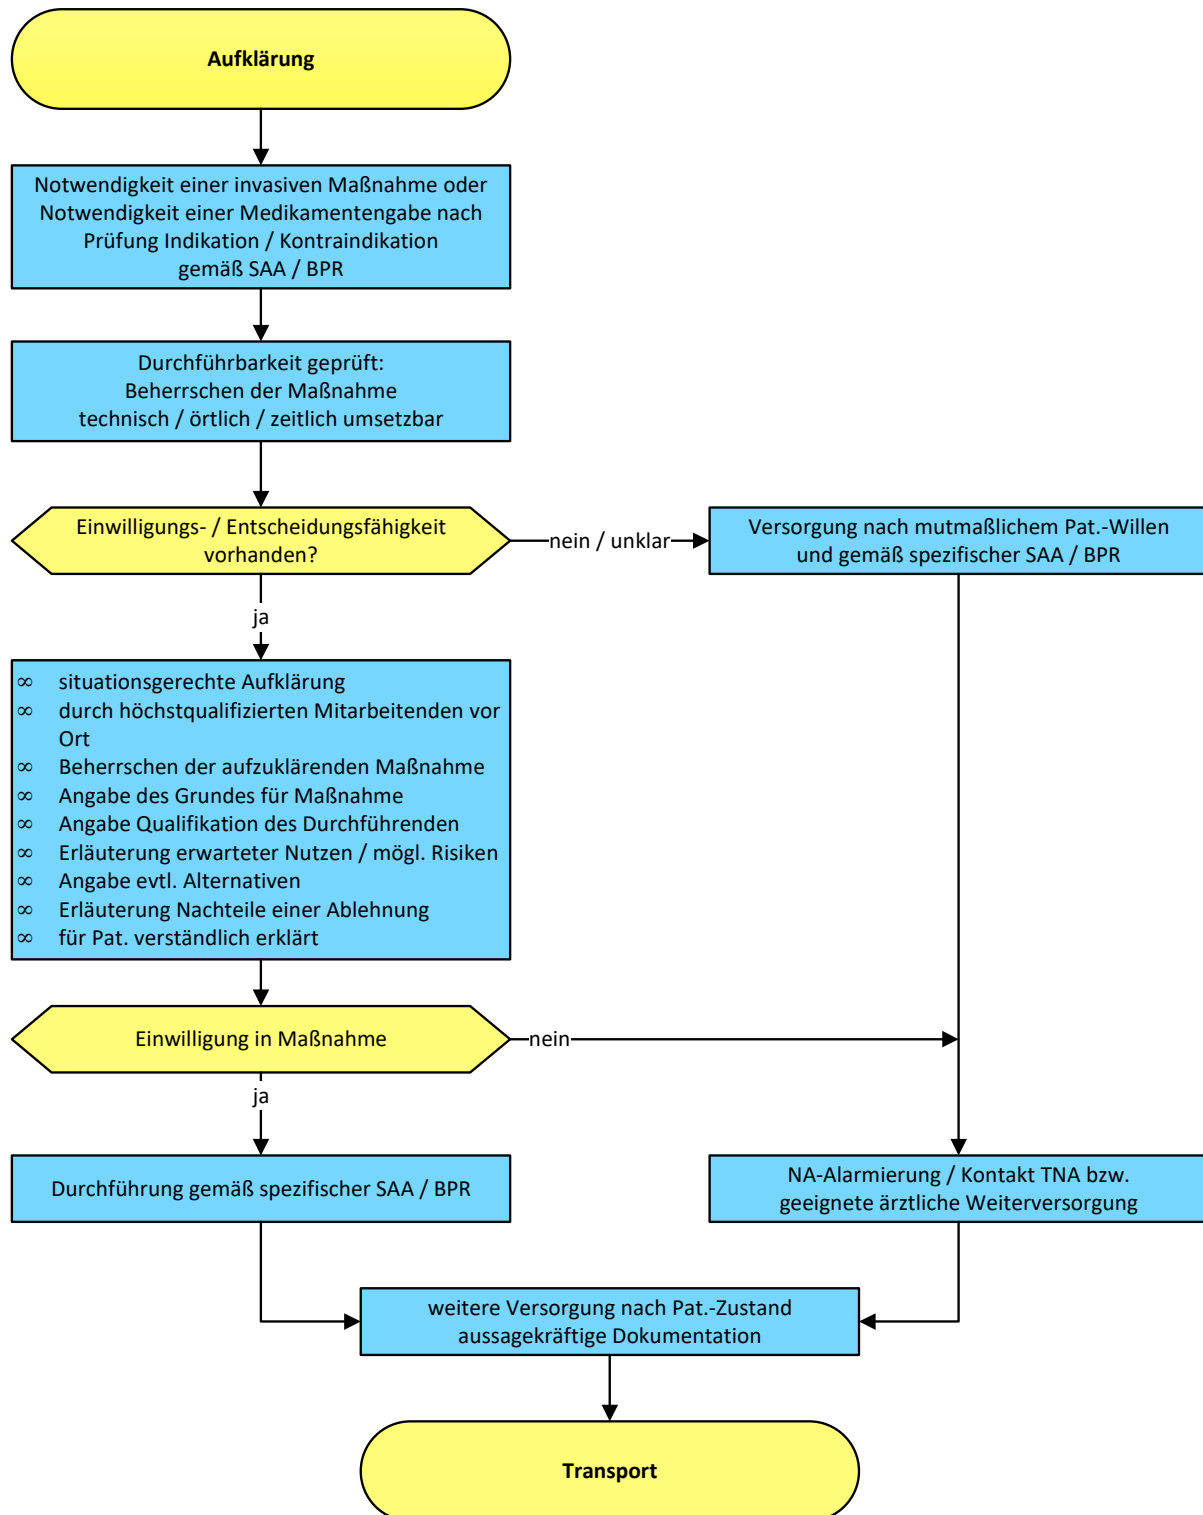 Aufklärung
Notwendigkeit einer invasiven Maßnahme oder
Notwendigkeit einer Medikamentengabe nach
Prüfung Indikation / Kontraindikation
gemäß SAA / BPR
Durchführbarkeit geprüft:
Beherrschen der Maßnahme
technisch / örtlich / zeitlich umsetzbar
Einwilligungs- / Entscheidungsfähigkeit
vorhanden?
nein / unklar
Versorgung nach mutmaßlichem Pat.-Willen
und gemäß spezifischer SAA / BPR
ja
∞ situationsgerechte Aufklärung
∞ durch höchstqualifizierten Mitarbeitenden vor
Ort
∞ Beherrschen der aufzuklärenden Maßnahme
∞ Angabe des Grundes für Maßnahme
∞ Angabe Qualifikation des Durchführenden
∞ Erläuterung erwarteter Nutzen / mögl. Risiken
∞ Angabe evtl. Alternativen
∞ Erläuterung Nachteile einer Ablehnung
∞ für Pat. verständlich erklärt
Einwilligung in Maßnahme
nein
ja
Durchführung gemäß spezifischer SAA / BPR
NA-Alarmierung / Kontakt TNA bzw.
geeignete ärztliche Weiterversorgung
weitere Versorgung nach Pat.-Zustand
aussagekräftige Dokumentation
Transport